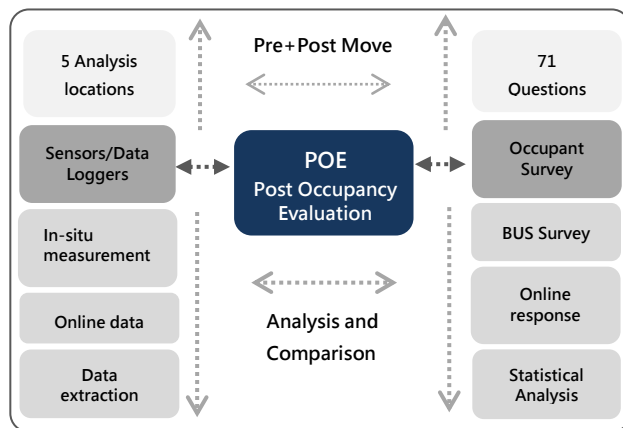 5 Analysis
locations
Sensors/Data
Loggers
In-situ
measurement
Online data
Data
extraction
Pre+Post Move
POE
Post Occupancy
Evaluation
Analysis and
Comparison
71
Questions
Occupant
Survey
BUS Survey
Online
response
Statistical
Analysis